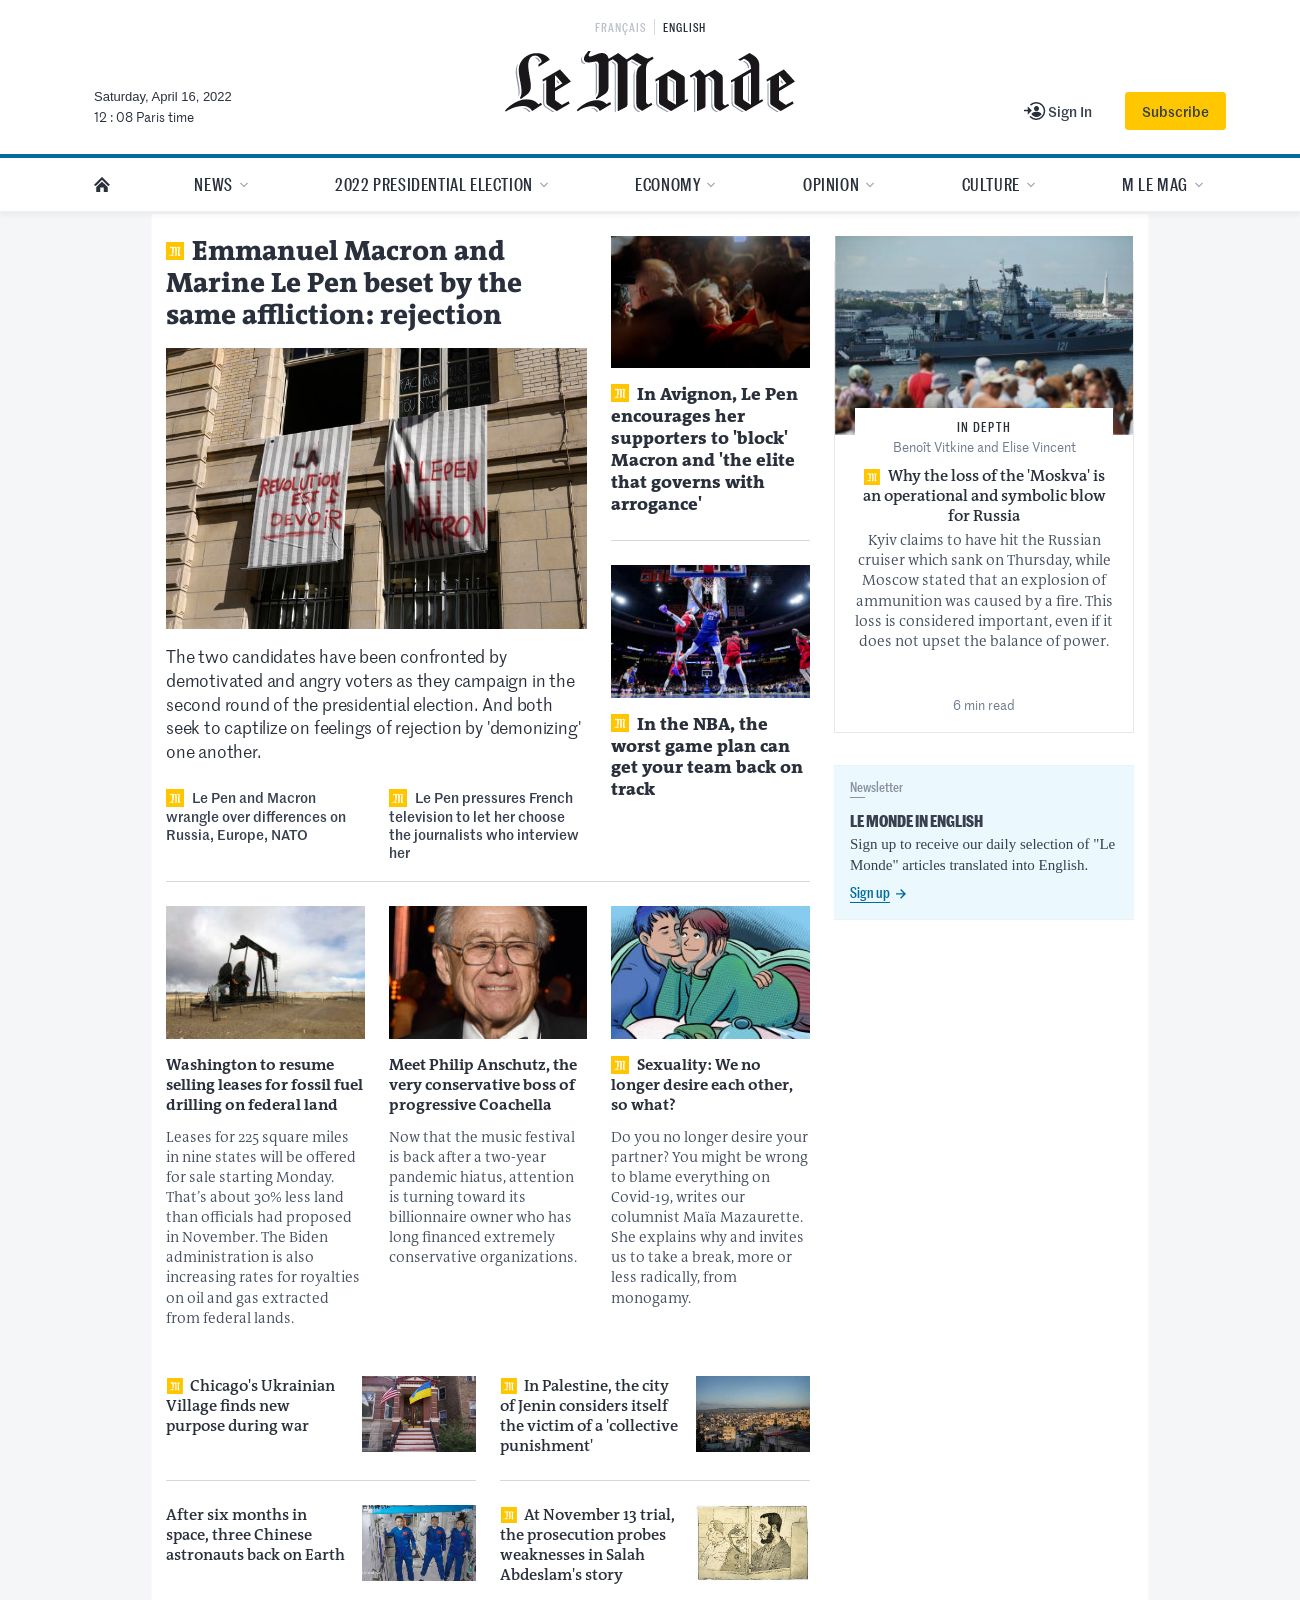 FRANÇAIS ENGLISH
Le Monde
Saturday, April 16, 2022
12 : 08 Paris time
Sign In
Subscribe
NEWS 2022 PRESIDENTIAL ELECTION ECONOMY OPINION CULTURE M LE MAG
Emmanuel Macron and
Marine Le Pen beset by the
same affliction: rejection
LA
REVOLUTION
EST 1
DEVOIR
NI LEPEN
NI
MACRON
The two candidates have been confronted by
demotivated and angry voters as they campaign in the
second round of the presidential election. And both
seek to captilize on feelings of rejection by 'demonizing'
one another.
Le Pen and Macron
wrangle over differences on
Russia, Europe, NATO
Le Pen pressures French
television to let her choose
the journalists who interview
her
In Avignon, Le Pen
encourages her
supporters to 'block'
Macron and 'the elite
that governs with
arrogance'
In the NBA, the
worst game plan can
get your team back on
track
121
IN DEPTH
Benoît Vitkine and Elise Vincent
Why the loss of the 'Moskva' is
an operational and symbolic blow
for Russia
Kyiv claims to have hit the Russian
cruiser which sank on Thursday, while
Moscow stated that an explosion of
ammunition was caused by a fire. This
loss is considered important, even if it
does not upset the balance of power.
6 min read
Newsletter
LE MONDE IN ENGLISH
Sign up to receive our daily selection of "Le
Monde" articles translated into English.
Sign up
Washington to resume
selling leases for fossil fuel
drilling on federal land
Leases for 225 square miles
in nine states will be offered
for sale starting Monday.
That's about 30% less land
than officials had proposed
in November. The Biden
administration is also
increasing rates for royalties
on oil and gas extracted
from federal lands.
Meet Philip Anschutz, the
very conservative boss of
progressive Coachella
Now that the music festival
is back after a two-year
pandemic hiatus, attention
is turning toward its
billionnaire owner who has
long financed extremely
conservative organizations.
Sexuality: We no
longer desire each other,
so what?
Do you no longer desire your
partner? You might be wrong
to blame everything on
Covid-19, writes our
columnist Maïa Mazaurette.
She explains why and invites
us to take a break, more or
less radically, from
monogamy.
Chicago's Ukrainian
Village finds new
purpose during war
In Palestine, the city
of Jenin considers itself
the victim of a 'collective
punishment'
After six months in
space, three Chinese
astronauts back on Earth
At November 13 trial,
the prosecution probes
weaknesses in Salah
Abdeslam's story